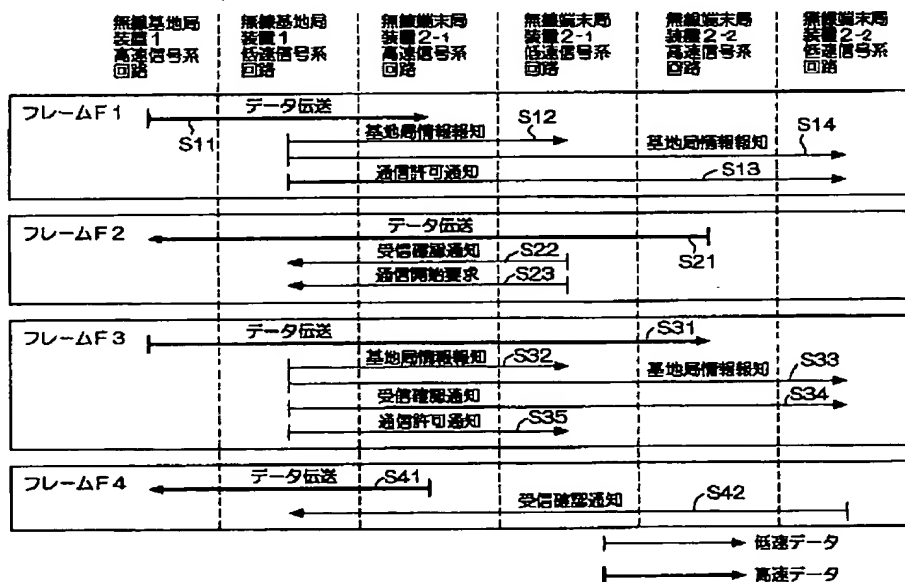 無線基地局
装置1
高速信号系
回路
無線基地局
装置1
低速信号系
回路
無線端末局
装置2-1
高速信号系
回路
無線端末局
装置2-1
低速信号系
回路
無線端末局
装置2-2
高速信号系
回路
無線端末局
装置2-2
低速信号系
回路
フレームF1
データ伝送
S11
基地局情報報知
S12
基地局情報報知
S14
通信許可通知
S13
フレームF2
データ伝送
S21
受信確認通知
S22
通信開始要求
S23
フレームF3
データ伝送
S31
基地局情報報知
S32
基地局情報報知
S33
受信確認通知
S34
通信許可通知
S35
フレームF4
データ伝送
S41
受信確認通知
S42
低速データ
高速データ